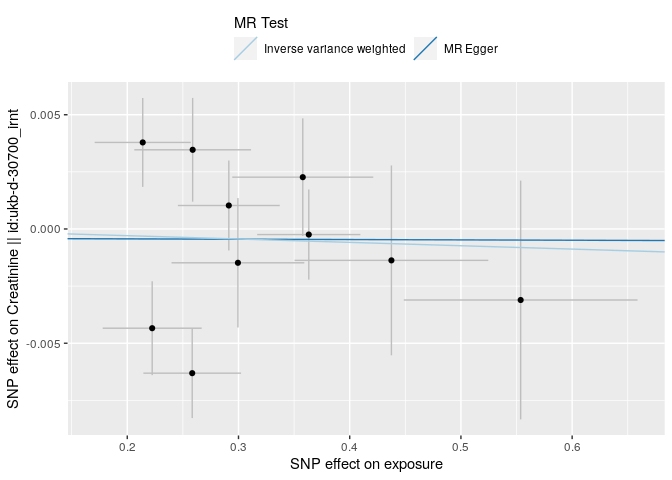 MR Test
Inverse variance weighted
MR Egger
SNP effect on Creatinine || id:ukb-d-30700_irnt
0.005
0.000
-0.005
0.2 0.3 0.4 0.5 0.6
SNP effect on exposure